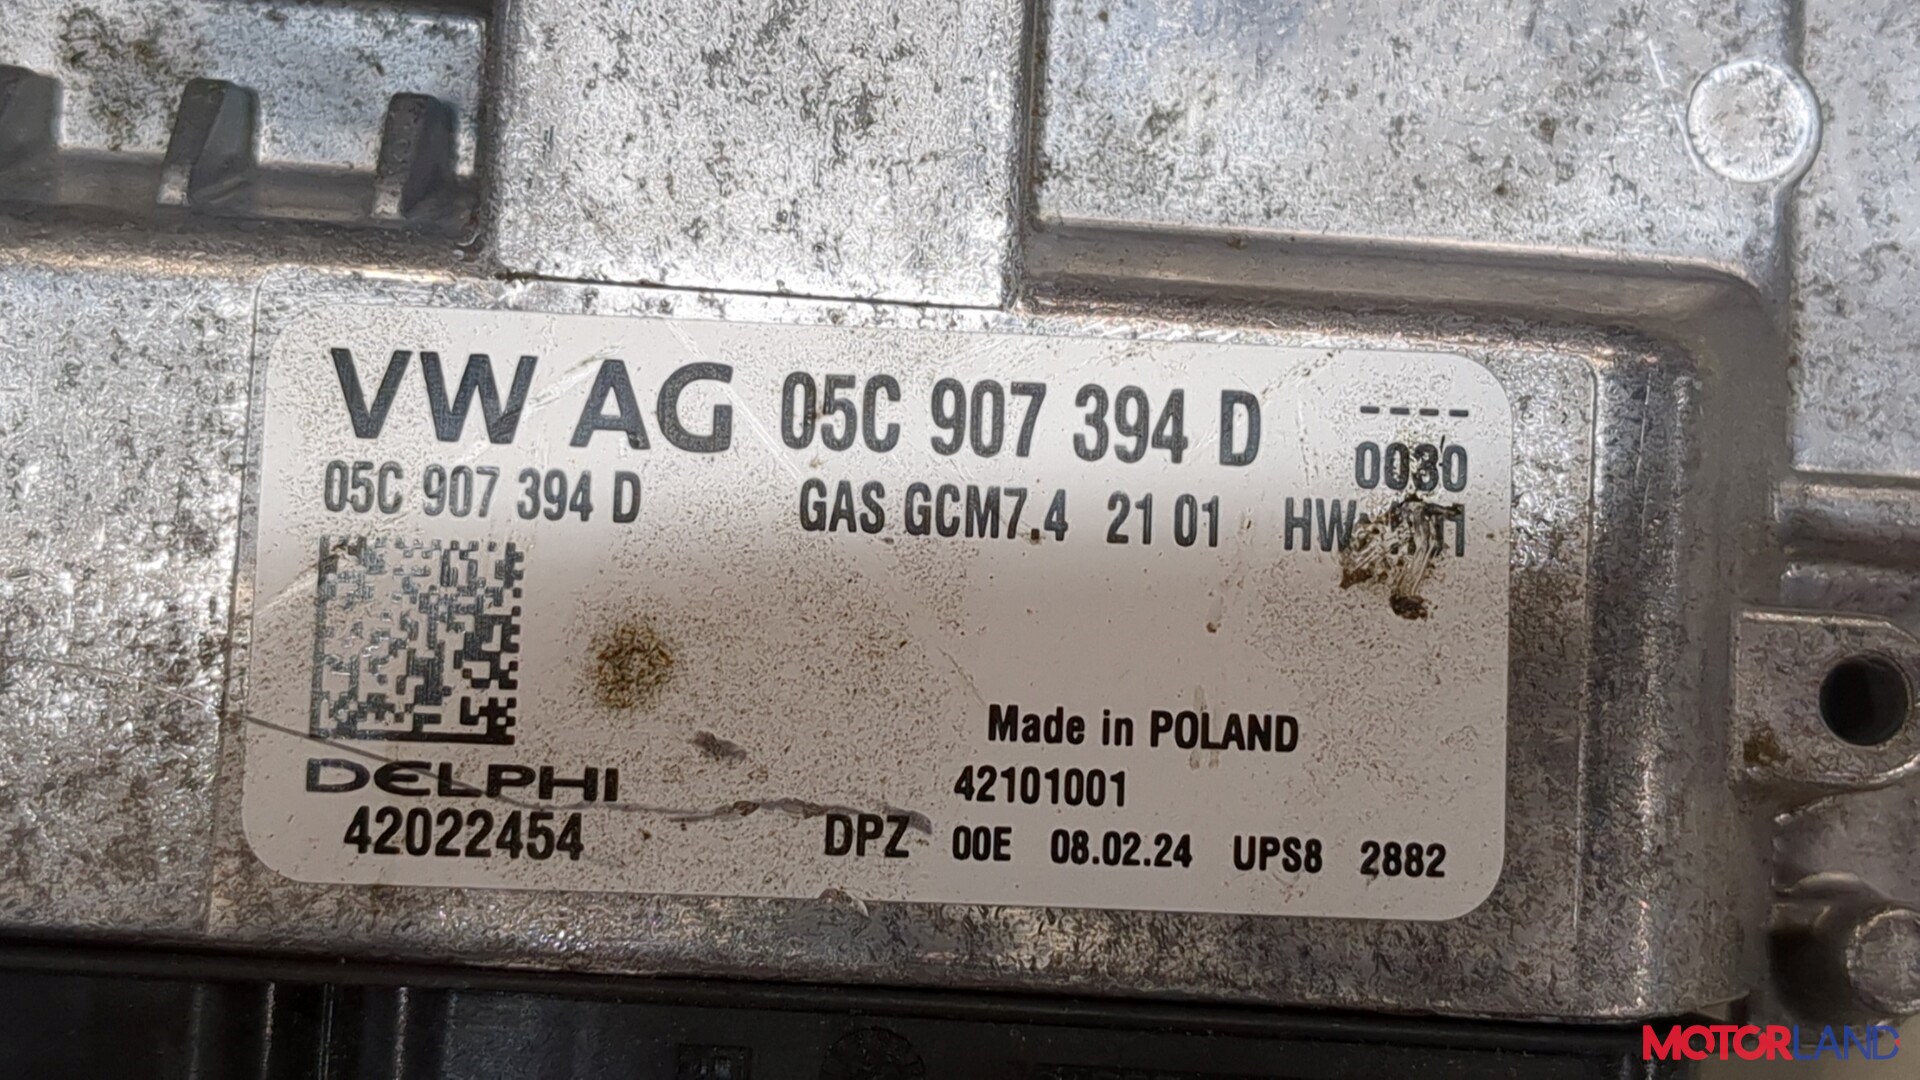 VW AG 05C 907 394 D ----
0030
05C 907 394 D GAS GCM7.4 21 01
Made in POLAND
DELPHI 42101001
42022454 DPZ 00E 08.02.24 UPS8 2882
MOTORLAND